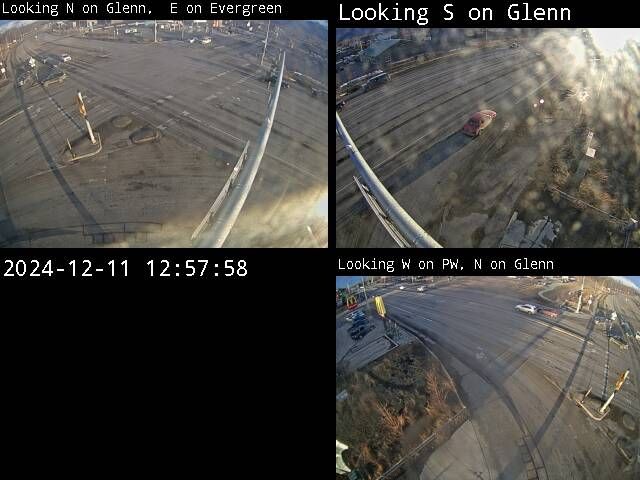 Looking N on Glenn,  E on Evergreen
Looking S on Glenn
2024-12-11 12:57:58
Looking W on PW, N on Glenn